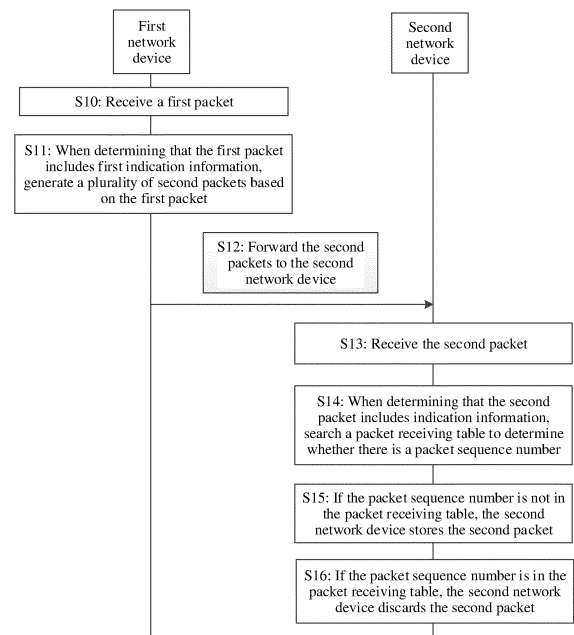 First
network
device
Second
network
device
S10: Receive a first packet
S11: When determining that the first packet
includes first indication information,
generate a plurality of second packets based
on the first packet
S12: Forward the second
packets to the second
network device
S13: Receive the second packet
S14: When determining that the second
packet includes indication information,
search a packet receiving table to determine
whether there is a packet sequence number
S15: If the packet sequence number is not in
the packet receiving table, the second
network device stores the second packet
S16: If the packet sequence number is in the
packet receiving table, the second network
device discards the second packet